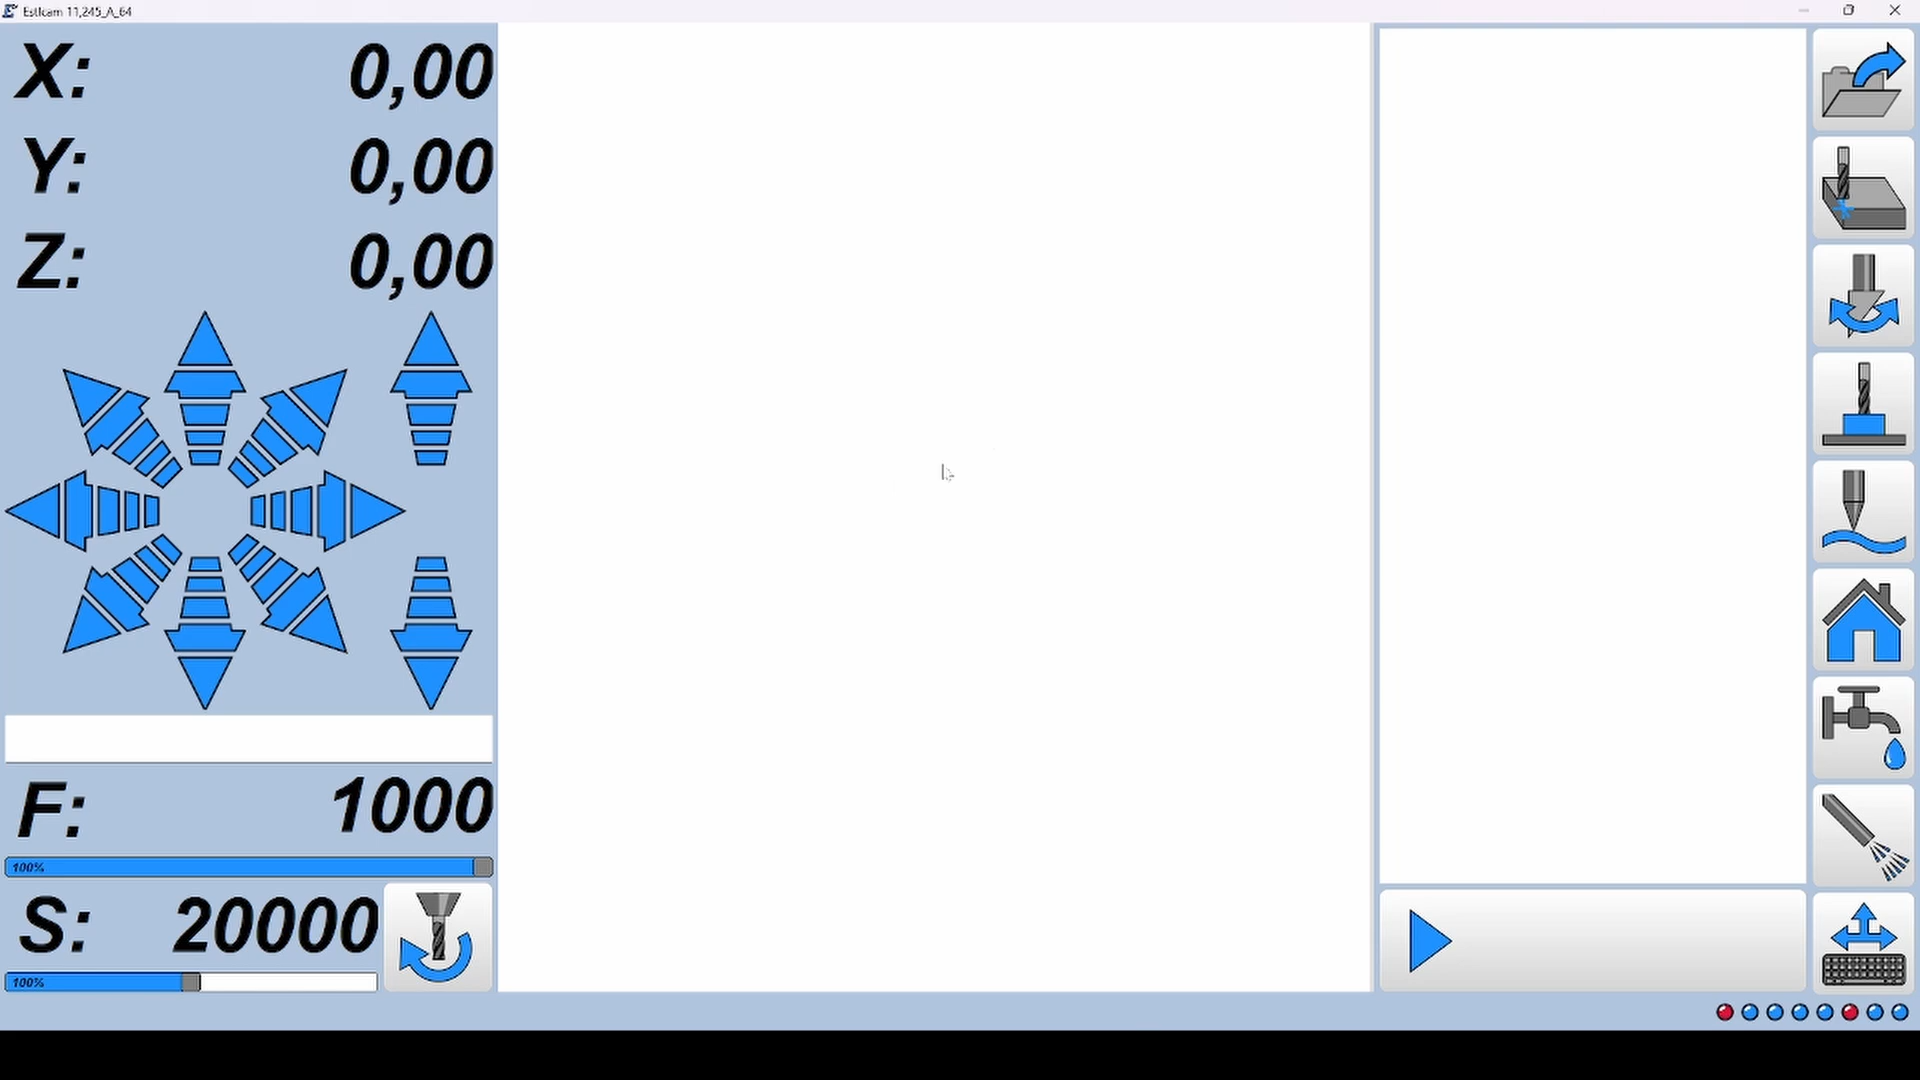 Estlcam 11,245_A_64
X: 0,00
Y: 0,00
Z: 0,00
F: 1000
100%
S: 20000
100%